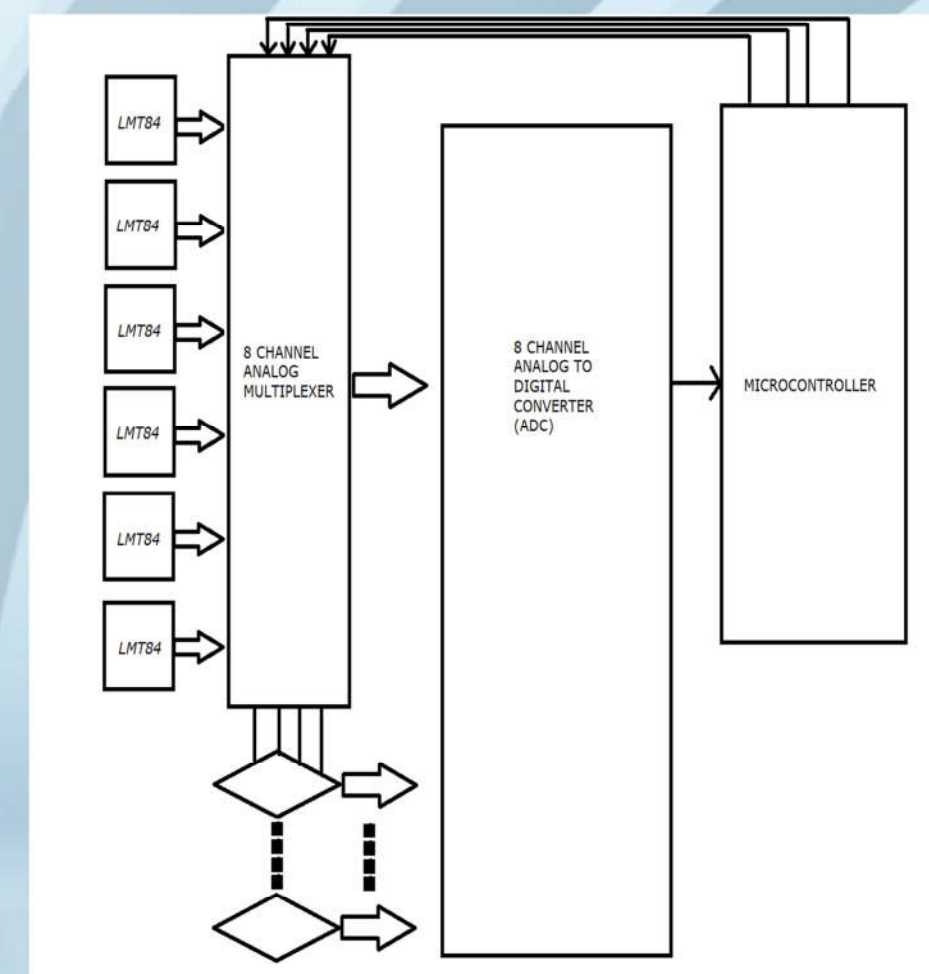 LMT84
LMT84
LMT84
LMT84
LMT84
LMT84
8 CHANNEL
ANALOG
MULTIPLEXER
8 CHANNEL
ANALOG TO
DIGITAL
CONVERTER
(ADC)
MICROCONTROLLER